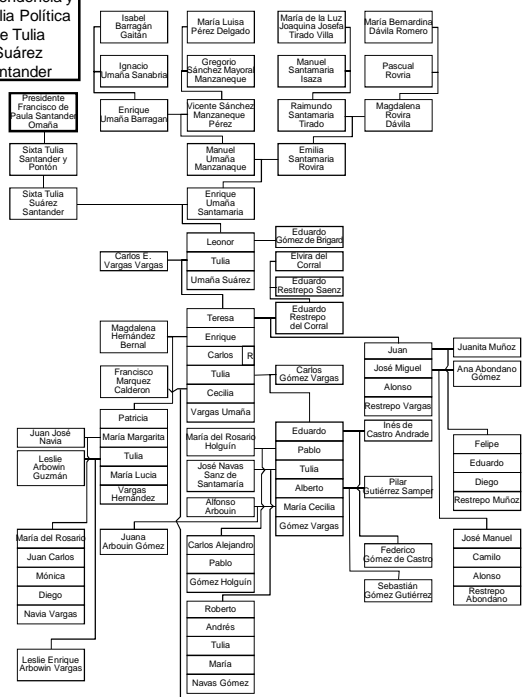 endencia y
lia Política
e Tulia
Suárez
ntander
Isabel
Barragán
Gaitán
María Luisa
Pérez Delgado
María de la Luz
Joaquina Josefa
Tirado Villa
María Bernardina
Dávila Romero
Ignacio
Umaña Sanabria
Gregorio
Sánchez Mayoral
Manzaneque
Manuel
Santamaria
Isaza
Pascual
Rovria
Presidente
Francisco de
Paula Santander
Omaña
Enrique
Umaña Barragan
Vicente Sánchez
Manzaneque
Pérez
Raimundo
Santamaria
Tirado
Magdalena
Rovira
Dávila
Sixta Tulia
Santander y
Pontón
Manuel
Umaña
Manzanaque
Emilia
Santamaria
Rovira
Sixta Tulia
Suárez
Santander
Enrique
Umaña
Santamaria
Leonor
Tulia
Umaña Suárez
Carlos E.
Vargas Vargas
Eduardo
Gómez de Brigard
Elvira del
Corral
Eduardo
Restrepo Saenz
Eduardo
Restrepo
del Corral
Teresa
Enrique
Carlos
R
Tulia
Cecilia
Vargas Umaña
Magdalena
Hernández
Bernal
Francisco
Marquez
Calderon
Carlos
Gómez Vargas
Juan
José Miguel
Alonso
Restrepo Vargas
Juanita Muñoz
Ana Abondano
Gómez
Patricia
María Margarita
Tulia
María Lucia
Vargas
Hernández
Juan José
Navia
Leslie
Arbowin
Guzmán
María del Rosario
Holguín
José Navas
Sanz de
Santamaría
Alfonso
Arbouin
Eduardo
Pablo
Tulia
Alberto
María Cecilia
Gómez Vargas
Inés de
Castro Andrade
Pilar
Gutiérrez Samper
Felipe
Eduardo
Diego
Restrepo Muñoz
María del Rosario
Juan Carlos
Mónica
Diego
Navia Vargas
Juana
Arbouin Gómez
Carlos Alejandro
Pablo
Gómez Holguín
Federico
Gómez de Castro
Sebastián
Gómez Gutiérrez
José Manuel
Camilo
Alonso
Restrepo
Abondano
Roberto
Andrés
Tulia
María
Navas Gómez
Leslie Enrique
Arbowin Vargas